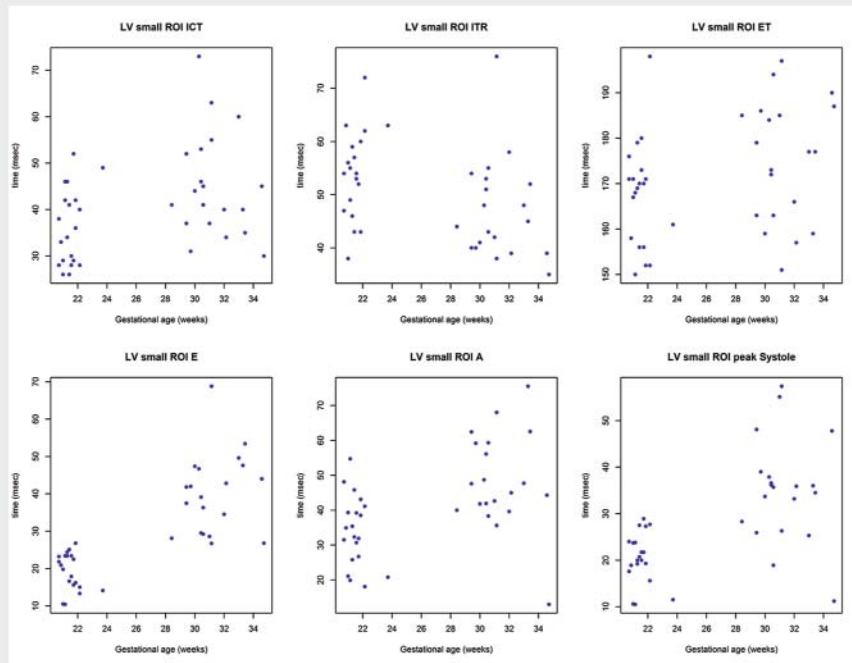 LV small ROI ICT
LV small ROI ITR
LV small ROI ET
time (msec)
70
60
50
40
30
22 24 26 28 30 32 34
Gestational age (weeks)
time (msec)
70
60
50
40
22 24 26 28 30 32 34
Gestational age (weeks)
time (msec)
190
180
170
160
150
22 24 26 28 30 32 34
Gestational age (weeks)
LV small ROI E
LV small ROI A
LV small ROI peak Systole
time (msec)
70
60
50
40
30
20
10
22 24 26 28 30 32 34
Gestational age (weeks)
time (msec)
70
60
50
40
30
20
22 24 26 28 30 32 34
Gestational age (weeks)
time (msec)
50
40
30
20
10
22 24 26 28 30 32 34
Gestational age (weeks)